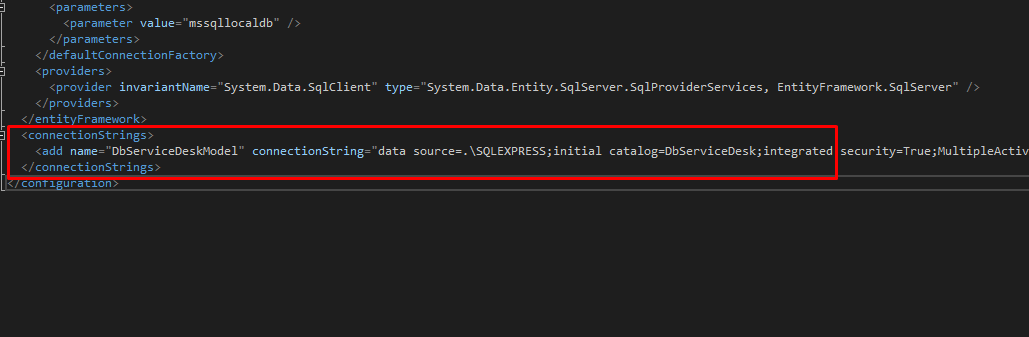 <parameters>
<parameter value="mssqllocaldb" />
</parameters>
</defaultConnectionFactory>
<providers>
<provider invariantName="System.Data.SqlClient" type="System.Data.Entity.SqlServer.SqlProviderServices, EntityFramework.SqlServer" />
</providers>
</entityFramework>
<connectionStrings>
<add name="DbServiceDeskModel" connectionString="data source=.\SQLEXPRESS;initial catalog=DbServiceDesk;integrated security=True;MultipleActiv
</connectionStrings>
</configuration>